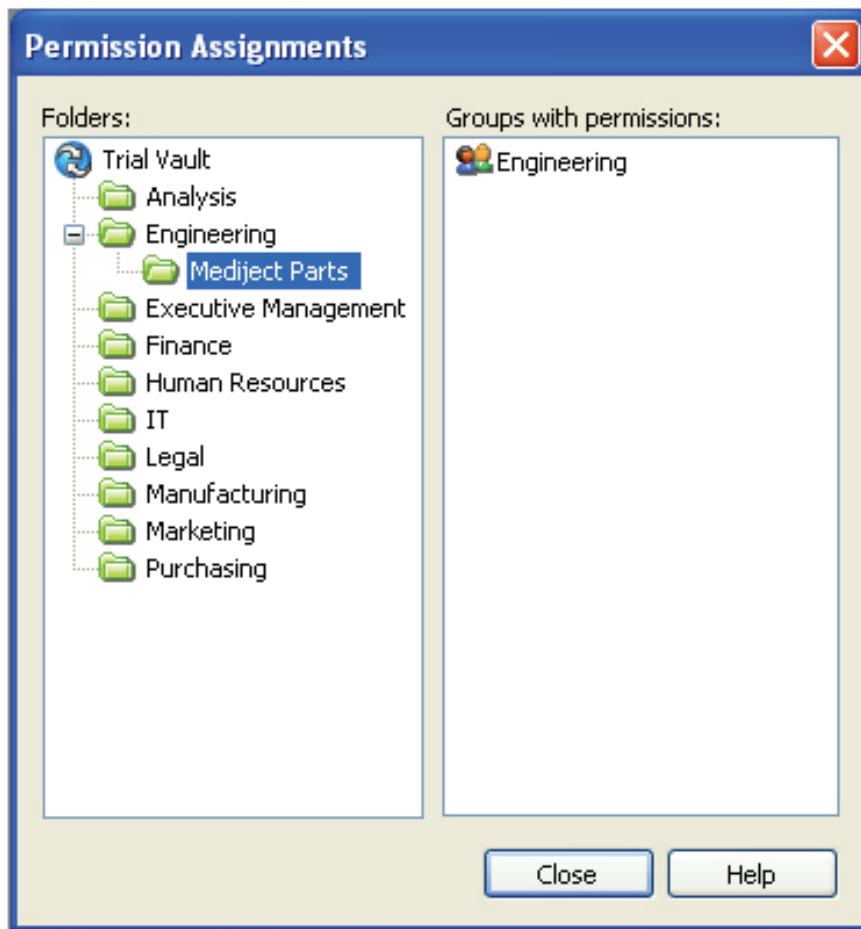 Permission Assignments
Folders:
Trial Vault
Analysis
Engineering
Mediject Parts
Executive Management
Finance
Human Resources
IT
Legal
Manufacturing
Marketing
Purchasing
Groups with permissions:
Engineering
Close
Help